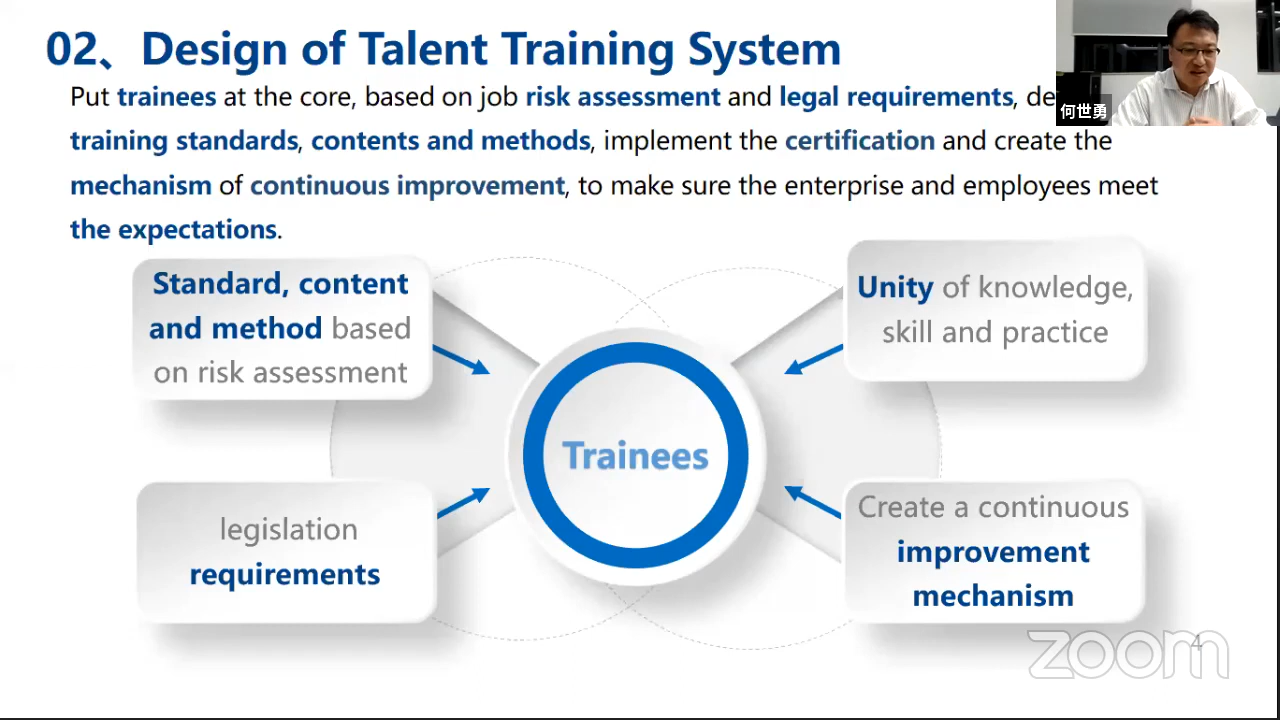 02、Design of Talent Training System
Put trainees at the core, based on job risk assessment and legal requirements, de
training standards, contents and methods, implement the certification and create the
mechanism of continuous improvement, to make sure the enterprise and employees meet
the expectations.
何世勇
Standard, content
and method based
on risk assessment
Unity of knowledge,
skill and practice
Trainees
legislation
requirements
Create a continuous
improvement
mechanism
zoom
4